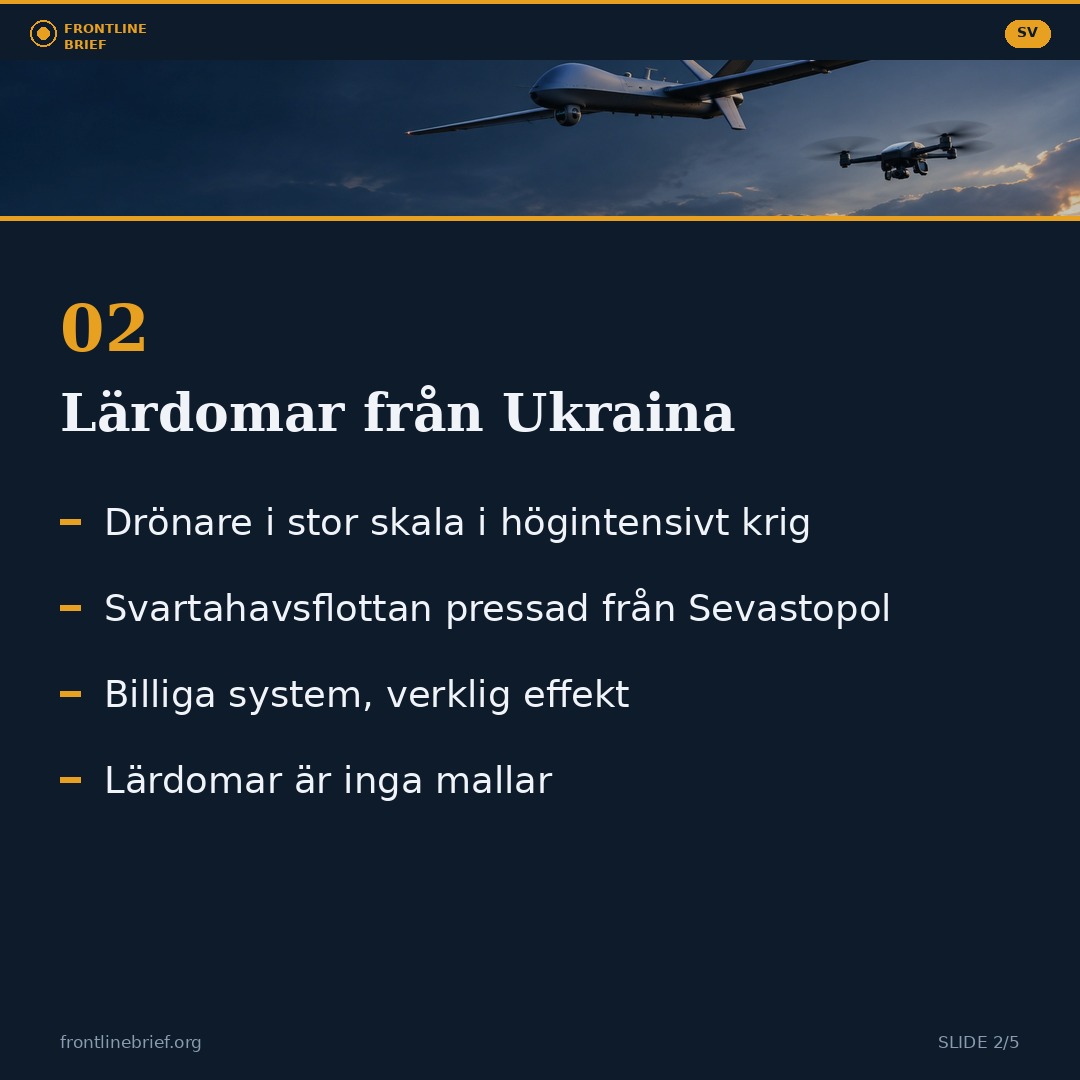 FRONTLINE
BRIEF
SV
02
Lärdomar från Ukraina
Drönare i stor skala i högintensivt krig
Svartahavsflottan pressad från Sevastopol
Billiga system, verklig effekt
Lärdomar är inga mallar
frontlinebrief.org
SLIDE 2/5